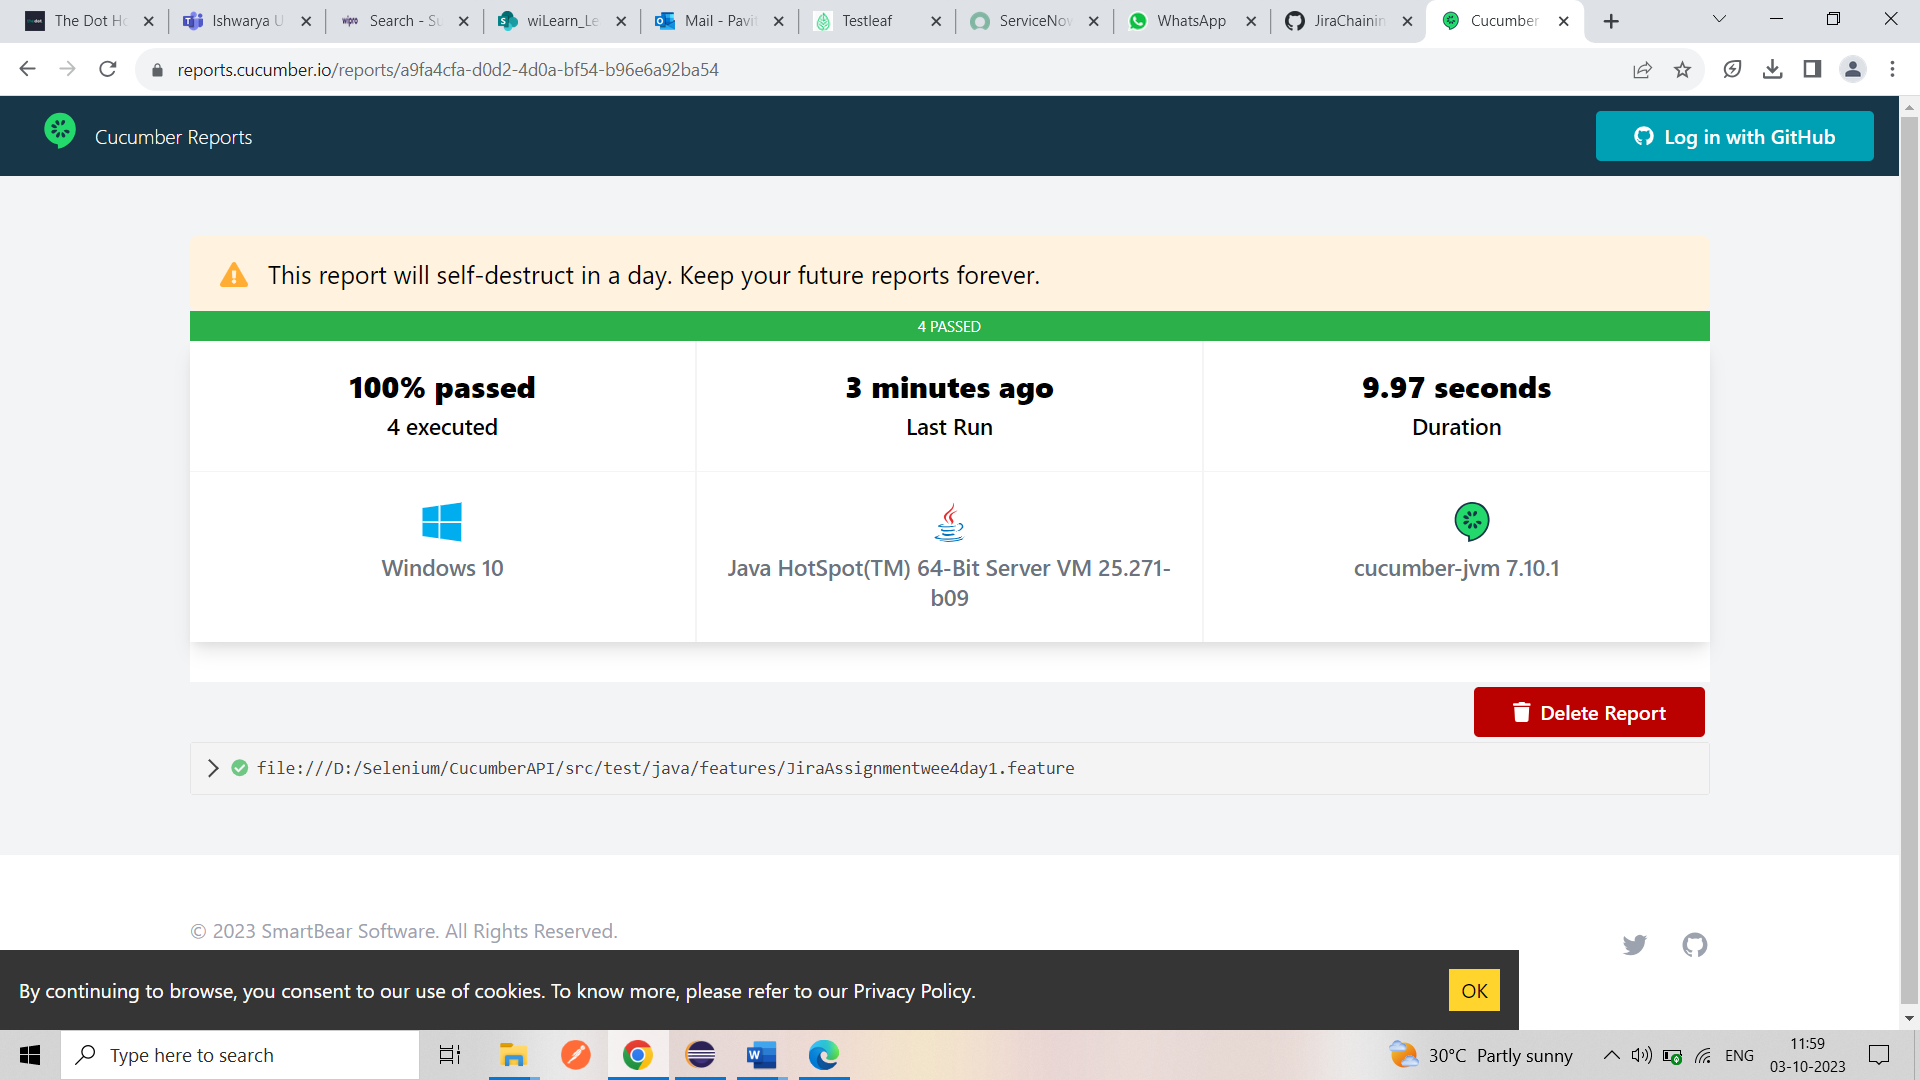 The Dot Ho
Ishwarya U
wipro
Search - Su
wiLearn_Le
Mail - Pavit
Testleaf
ServiceNov
WhatsApp
JiraChainin
Cucumber
reports.cucumber.io/reports/a9fa4cfa-d0d2-4d0a-bf54-b96e6a92ba54
Cucumber Reports
Log in with GitHub
This report will self-destruct in a day. Keep your future reports forever.
4 PASSED
100% passed
4 executed
3 minutes ago
Last Run
9.97 seconds
Duration
Windows 10
Java HotSpot(TM) 64-Bit Server VM 25.271-
b09
cucumber-jvm 7.10.1
Delete Report
file:///D:/Selenium/CucumberAPI/src/test/java/features/JiraAssignmentwee4day1.feature
© 2023 SmartBear Software. All Rights Reserved.
By continuing to browse, you consent to our use of cookies. To know more, please refer to our Privacy Policy.
OK
Type here to search
30°C Partly sunny
ENG
11:59
03-10-2023